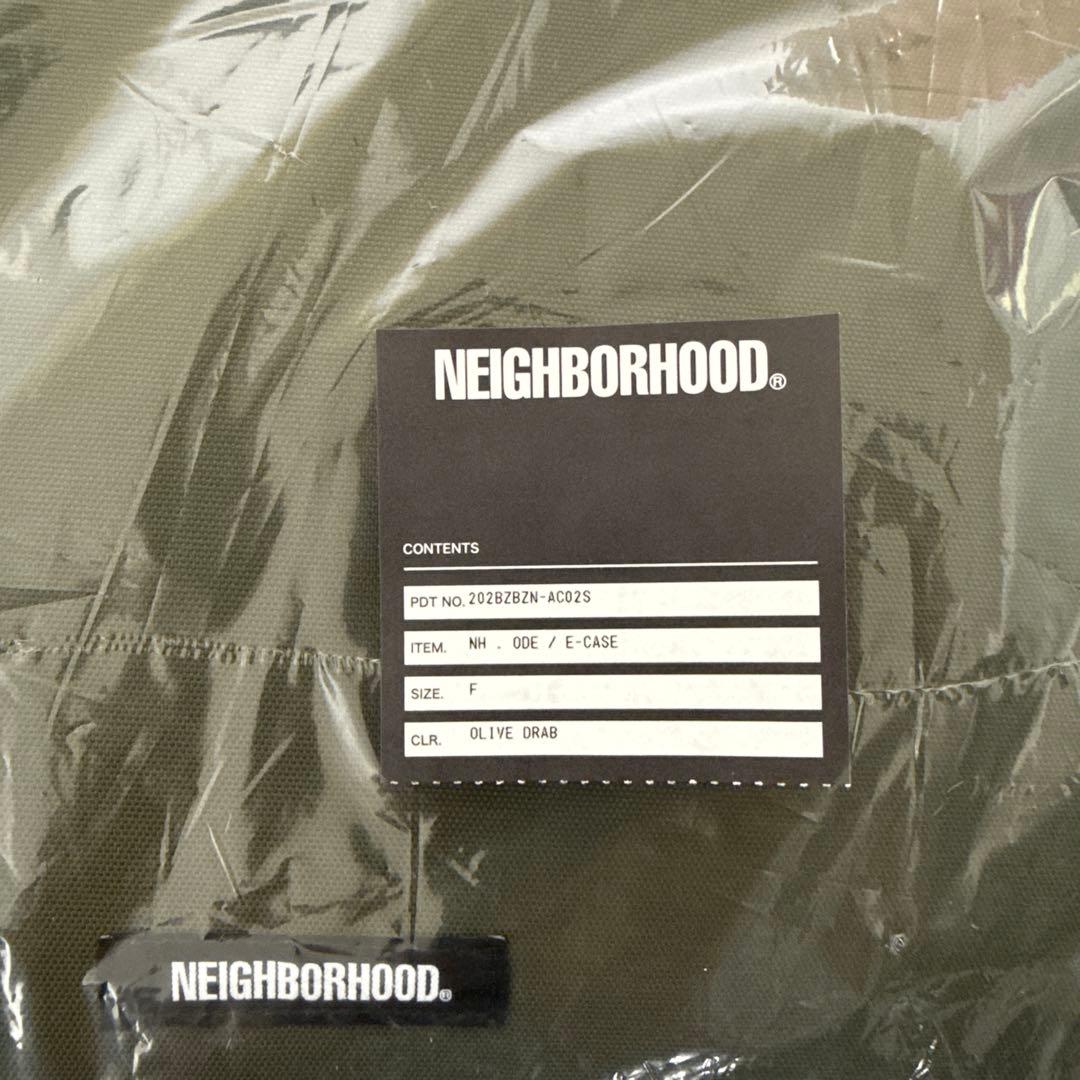 NEIGHBORHOOD®
CONTENTS
PDT NO. 202BZBZN-AC02S
ITEM. NH . ODE / E-CASE
SIZE. F
CLR. OLIVE DRAB
NEIGHBORHOOD®